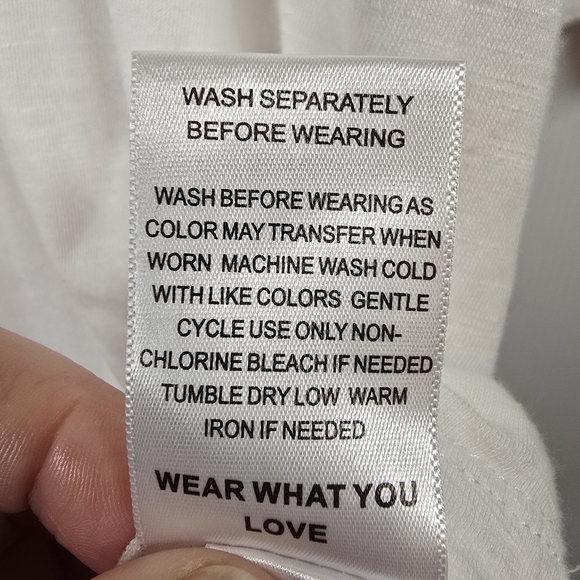 WASH SEPARATELY
BEFORE WEARING
WASH BEFORE WEARING AS
COLOR MAY TRANSFER WHEN
WORN MACHINE WASH COLD
WITH LIKE COLORS GENTLE
CYCLE USE ONLY NON-
CHLORINE BLEACH IF NEEDED
TUMBLE DRY LOW WARM
IRON IF NEEDED
WEAR WHAT YOU
LOVE